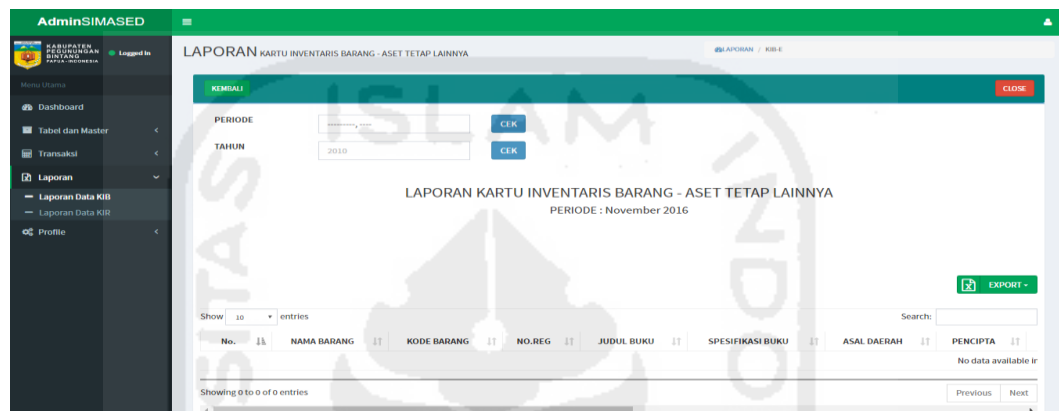 AdminSIMASED
KABUPATEN
PEGUNUNGAN
BINTANG
PAPUA-INDONESIA
Logged in
LAPORAN KARTU INVENTARIS BARANG - ASET TETAP LAINNYA
LAPORAN / KIB-E
Menu Utama
Dashboard
Tabel dan Master
Transaksi
Laporan
Laporan Data KIB
Laporan Data KIR
Profile
KEMBALI
CLOSE
PERIODE
---------, ----
CEK
TAHUN
2010
CEK
LAPORAN KARTU INVENTARIS BARANG - ASET TETAP LAINNYA
PERIODE : November 2016
EXPORT
Show 10 entries
Search:
No. NAMA BARANG KODE BARANG NO.REG JUDUL BUKU SPESIFIKASI BUKU ASAL DAERAH PENCIPTA
No data available in
Showing 0 to 0 of 0 entries
Previous Next
ISLAM
INDO
SITAS